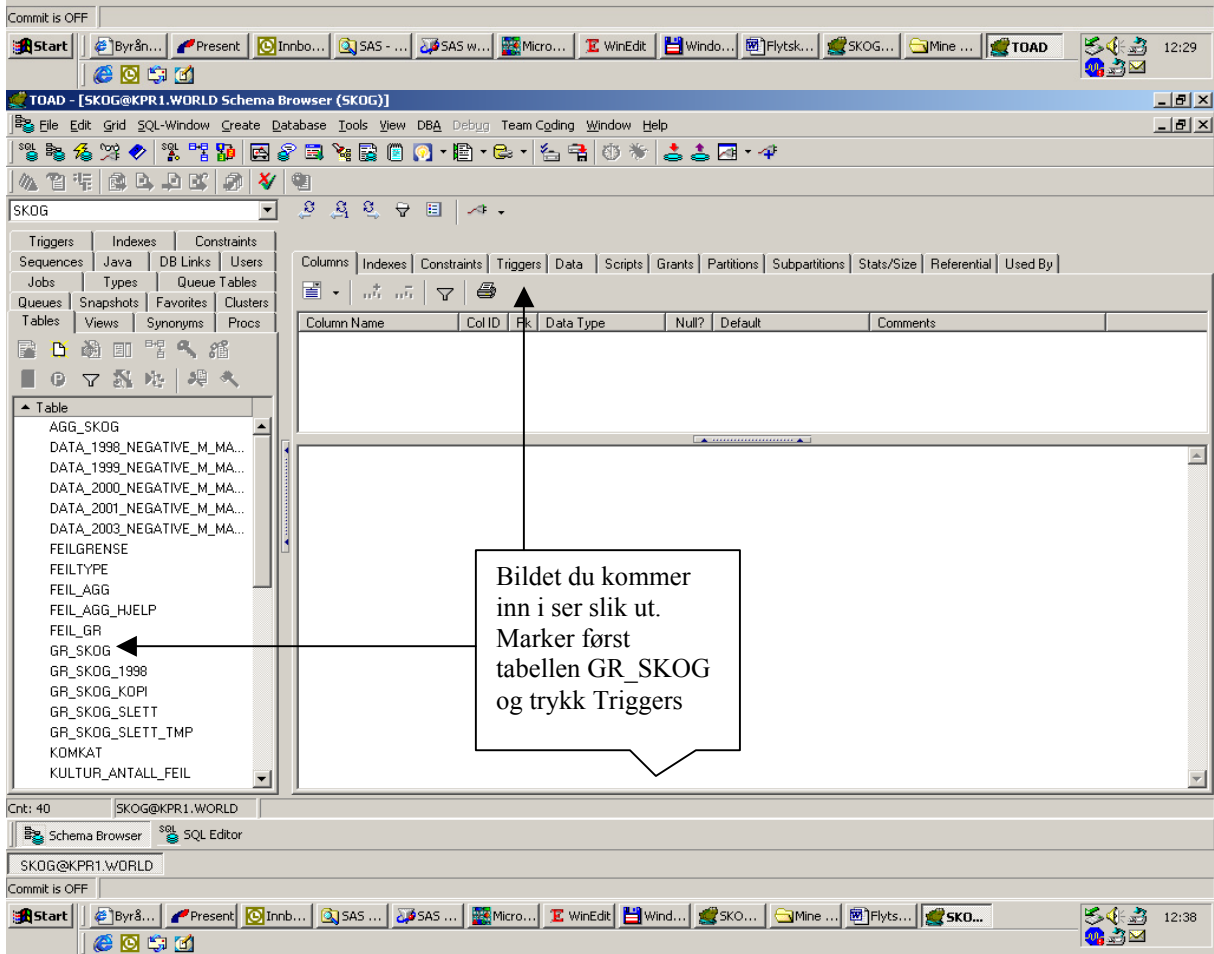 Commit is OFF
Start Byrån... Present Innbo... SAS - ... SAS w... Micro... WinEdit Windo... Flytsk... SKOG... Mine ... TOAD 12:29
TOAD - [SKOG@KPR1.WORLD Schema Browser (SKOG)]
File Edit Grid SQL-Window Create Database Tools View DBA Debug Team Coding Window Help
SKOG
Triggers Indexes Constraints
Sequences Java DB Links Users
Jobs Types Queue Tables
Queues Snapshots Favorites Clusters
Tables Views Synonyms Procs
Table
AGG_SKOG
DATA_1998_NEGATIVE_M_MA...
DATA_1999_NEGATIVE_M_MA...
DATA_2000_NEGATIVE_M_MA...
DATA_2001_NEGATIVE_M_MA...
DATA_2003_NEGATIVE_M_MA...
FEILGRENSE
FEILTYPE
FEIL_AGG
FEIL_AGG_HJELP
FEIL_GR
GR_SKOG
GR_SKOG_1998
GR_SKOG_KOPI
GR_SKOG_SLETT
GR_SKOG_SLETT_TMP
KOMKAT
KULTUR_ANTALL_FEIL
Columns Indexes Constraints Triggers Data Scripts Grants Partitions Subpartitions Stats/Size Referential Used By
Column Name Col ID Pk Data Type Null? Default Comments
Bildet du kommer
inn i ser slik ut.
Marker først
tabellen GR_SKOG
og trykk Triggers
Cnt: 40 SKOG@KPR1.WORLD
Schema Browser SQL Editor
SKOG@KPR1.WORLD
Commit is OFF
Start Byrå... Present Innb... SAS ... SAS ... Micro... WinEdit Wind... SKO... Mine ... Flyts... SKO... 12:38